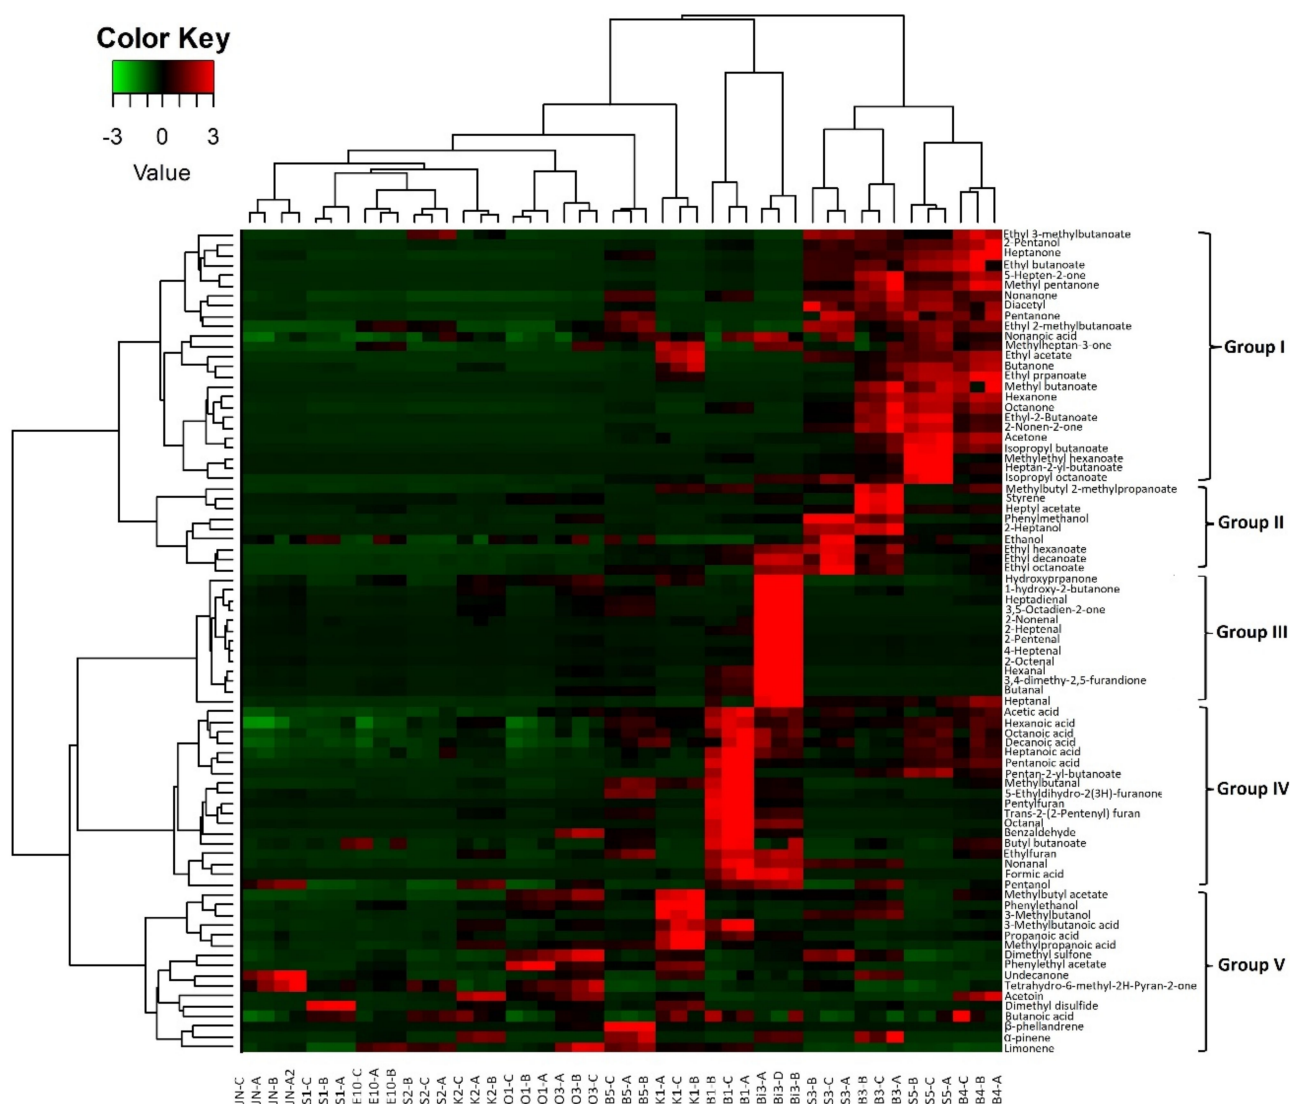 Color Key
-3 0 3
Value
Ethyl 3-methylbutanoate
2-Pentanol
Heptanone
Ethyl butanoate
5-Hepten-2-one
Methyl pentanone
Nonanone
Diacetyl
Pentanone
Ethyl 2-methylbutanoate
Nonanoic acid
Methylheptan-3-one
Ethyl acetate
Butanone
Ethyl prpanoate
Methyl butanoate
Hexanone
Octanone
Ethyl-2-Butanoate
2-Nonen-2-one
Acetone
Isopropyl butanoate
Methylethyl hexanoate
Heptan-2-yl-butanoate
Isopropyl octanoate
Group I
Methylbutyl 2-methylpropanoate
Styrene
Heptyl acetate
Phenylmethanol
2-Heptanol
Ethanol
Ethyl hexanoate
Ethyl decanoate
Ethyl octanoate
Group II
Hydroxyprpanone
1-hydroxy-2-butanone
Heptadienal
3,5-Octadien-2-one
2-Nonenal
2-Heptenal
2-Pentenal
4-Heptenal
2-Octenal
Hexanal
3,4-dimethy-2,5-furandione
Butanal
Heptanal
Group III
Acetic acid
Hexanoic acid
Octanoic acid
Decanoic acid
Heptanoic acid
Pentanoic acid
Pentan-2-yl-butanoate
Methylbutanal
5-Ethyldihydro-2(3H)-furanone
Pentylfuran
Trans-2-(2-Pentenyl) furan
Octanal
Benzaldehyde
Butyl butanoate
Ethylfuran
Nonanal
Formic acid
Pentanol
Group IV
Methylbutyl acetate
Phenylethanol
3-Methylbutanol
3-Methylbutanoic acid
Propanoic acid
Methylpropanoic acid
Dimethyl sulfone
Phenylethyl acetate
Undecanone
Tetrahydro-6-methyl-2H-Pyran-2-one
Acetoin
Dimethyl disulfide
Butanoic acid
β-phellandrene
α-pinene
Limonene
Group V
JN-C
JN-A
JN-B
JN-A2
S1-C
S1-B
S1-A
E10-C
E10-A
E10-B
S2-B
S2-C
S2-A
K2-C
K2-A
K2-B
O1-C
O1-B
O1-A
O3-A
O3-B
O3-C
B5-C
B5-A
B5-B
K1-A
K1-C
K1-B
B1-B
B1-C
B1-A
Bi3-A
Bi3-D
Bi3-B
S3-B
S3-C
S3-A
B3-B
B3-C
B3-A
S5-B
S5-C
S5-A
B4-C
B4-B
B4-A